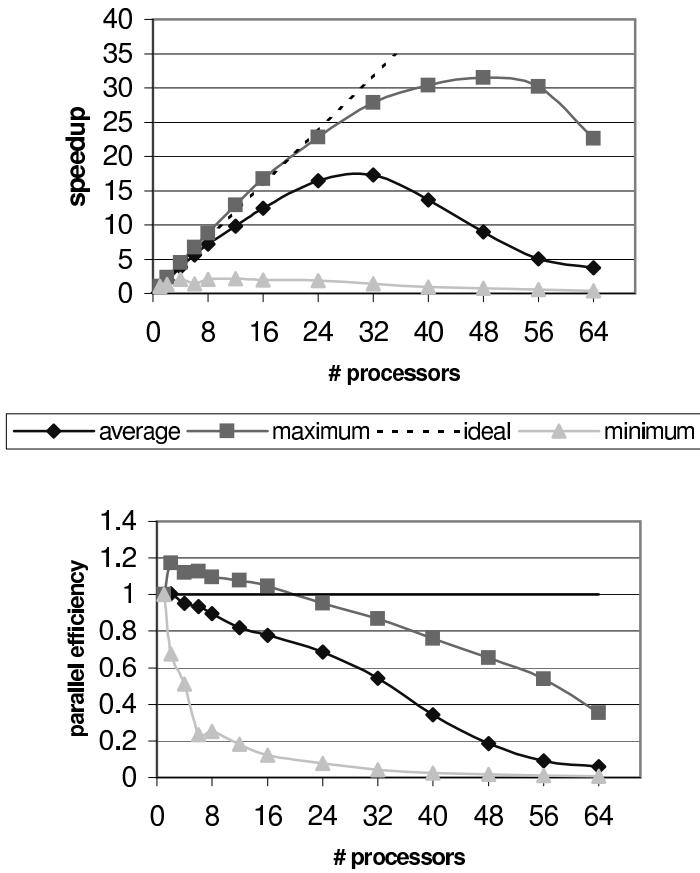 40
35
30
25
20
15
10
5
0
speedup
0 8 16 24 32 40 48 56 64
# processors
average maximum ideal minimum
1.4
1.2
1
0.8
0.6
0.4
0.2
0
parallel efficiency
0 8 16 24 32 40 48 56 64
# processors